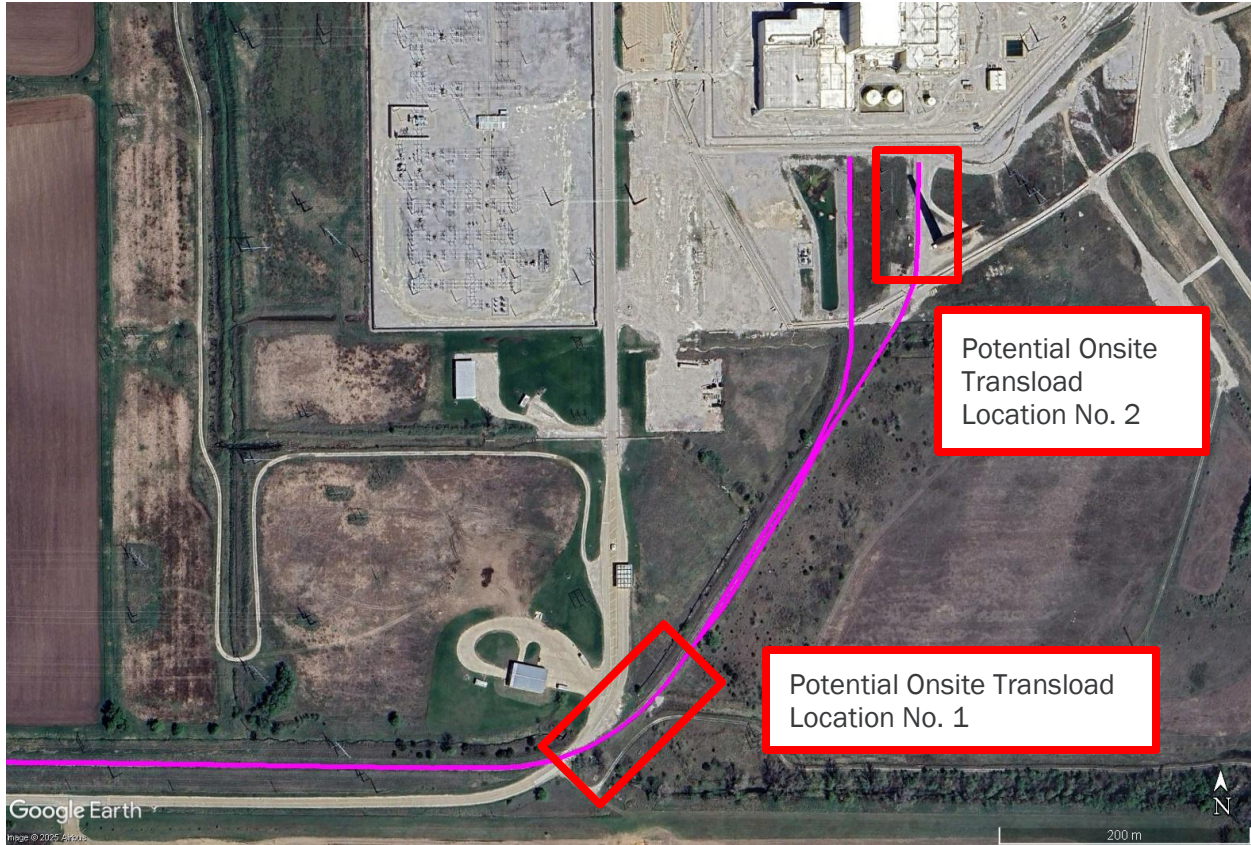 Potential Onsite
Transload
Location No. 2
Potential Onsite Transload
Location No. 1
Google Earth
Image © 2025 Airbus
N
200 m